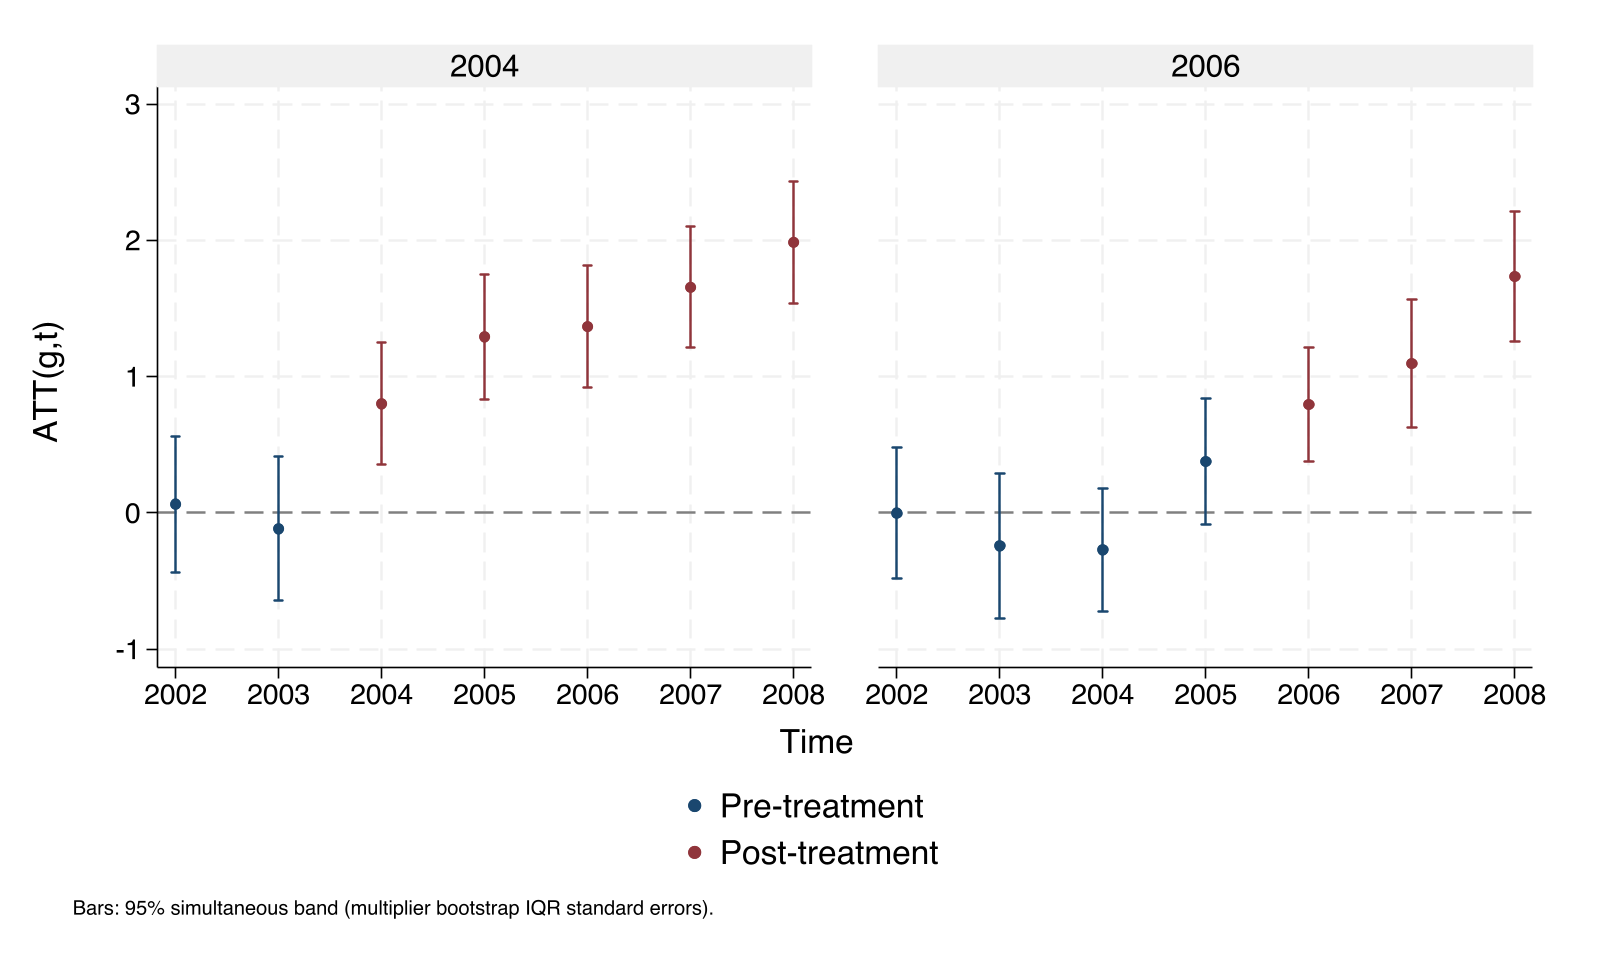 2004
2006
ATT(g,t)
3
2
1
0
-1
2002 2003 2004 2005 2006 2007 2008
2002 2003 2004 2005 2006 2007 2008
Time
Pre-treatment
Post-treatment
Bars: 95% simultaneous band (multiplier bootstrap IQR standard errors).